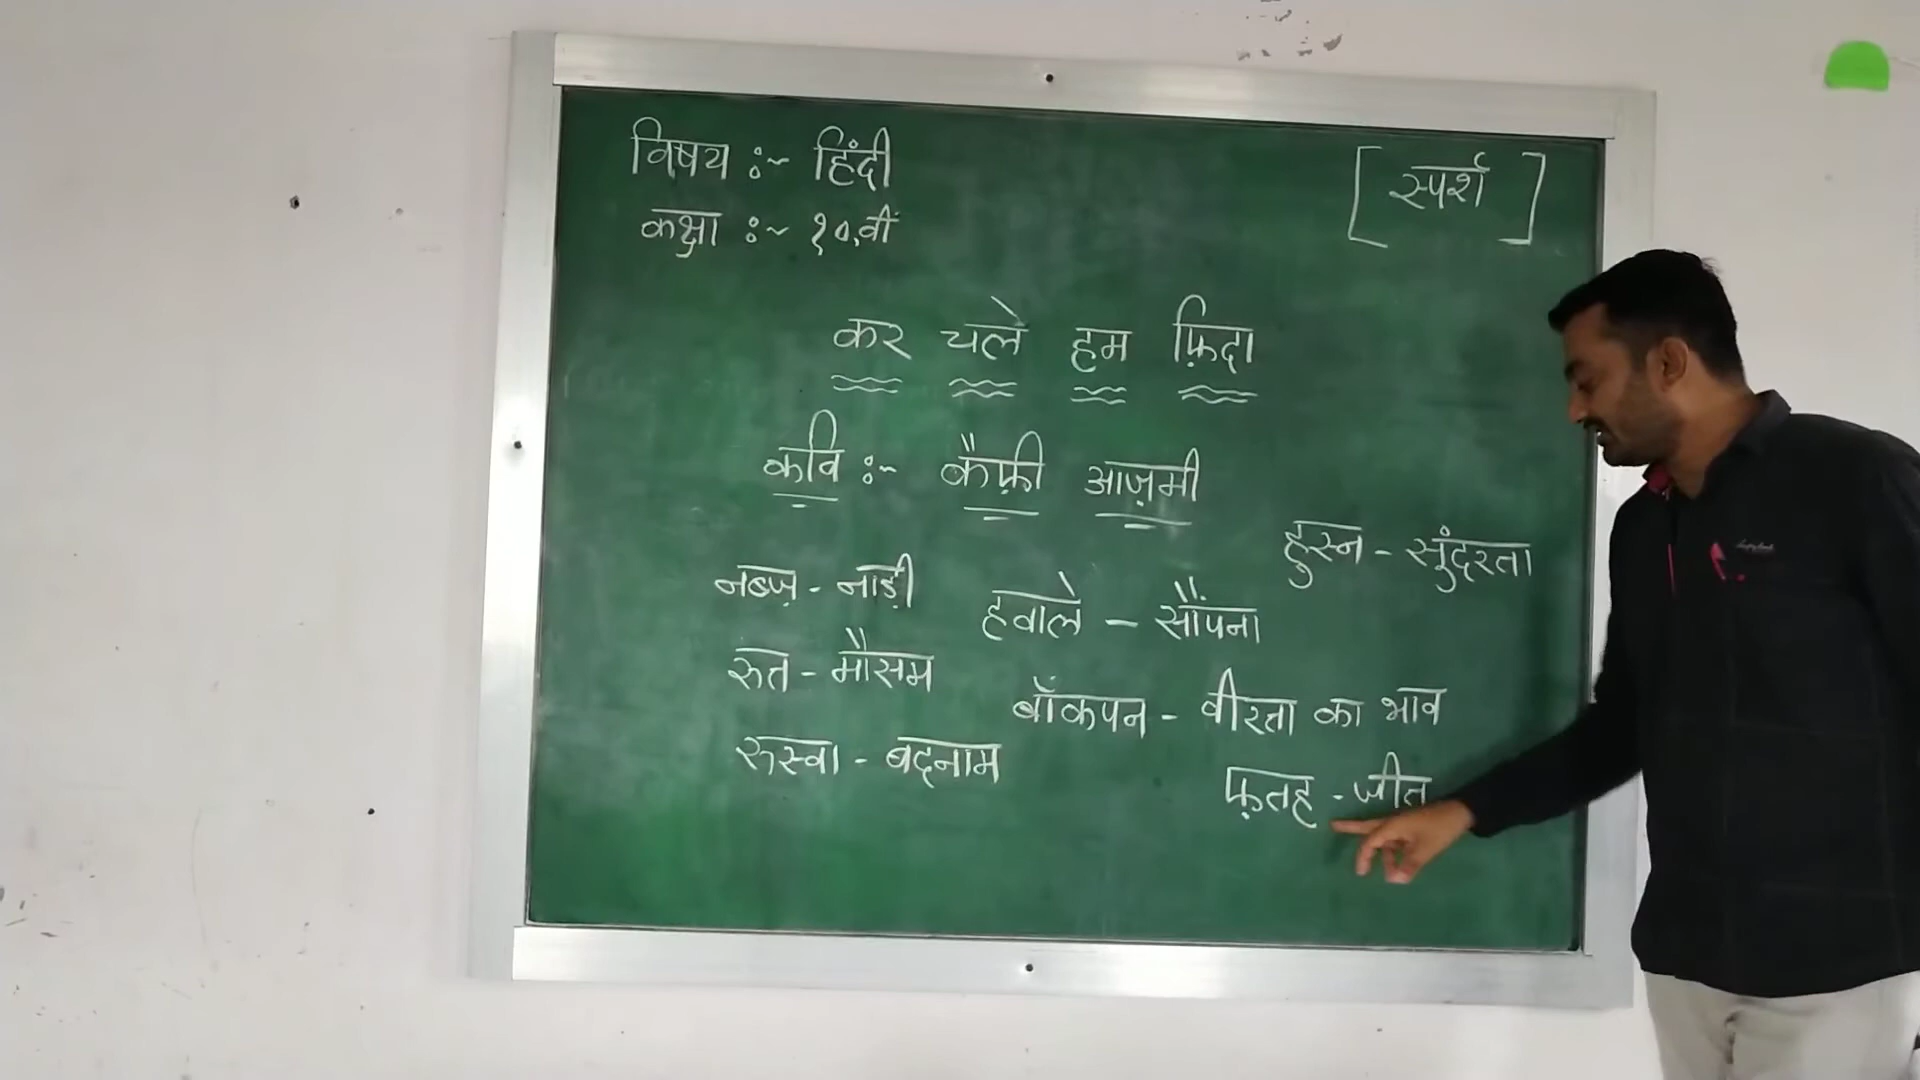 विषय :~ हिंदी
[ स्पर्श ]
कक्षा :~ १०.वी
कर चले हम फ़िदा
कवि :~ कैफ़ी आज़मी
हुस्न - सुंदरता
नब्ज़ - नाड़ी
हवाले - सौंपना
रुत - मौसम
बाँकपन - वीरता का भाव
रुस्वा - बदनाम
फ़तह - जीत